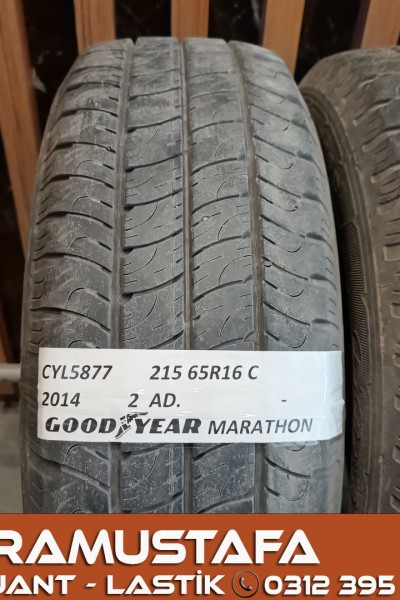 CYL5877 215 65R16 C
2014 2 AD. -
GOODYEAR MARATHON
RAMUSTAFA
JANT - LASTİK 0312 395